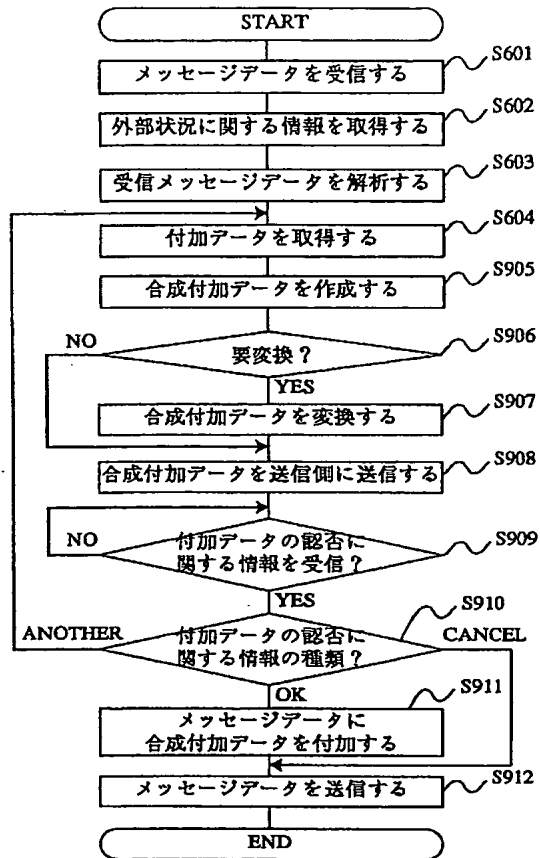 START
メッセージデータを受信する
S601
外部状況に関する情報を取得する
S602
受信メッセージデータを解析する
S603
付加データを取得する
S604
合成付加データを作成する
S905
要変換？
S906
NO
YES
合成付加データを変換する
S907
合成付加データを送信側に送信する
S908
付加データの認否に
関する情報を受信？
S909
NO
YES
付加データの認否に
関する情報の種類？
S910
ANOTHER
CANCEL
OK
メッセージデータに
合成付加データを付加する
S911
メッセージデータを送信する
S912
END